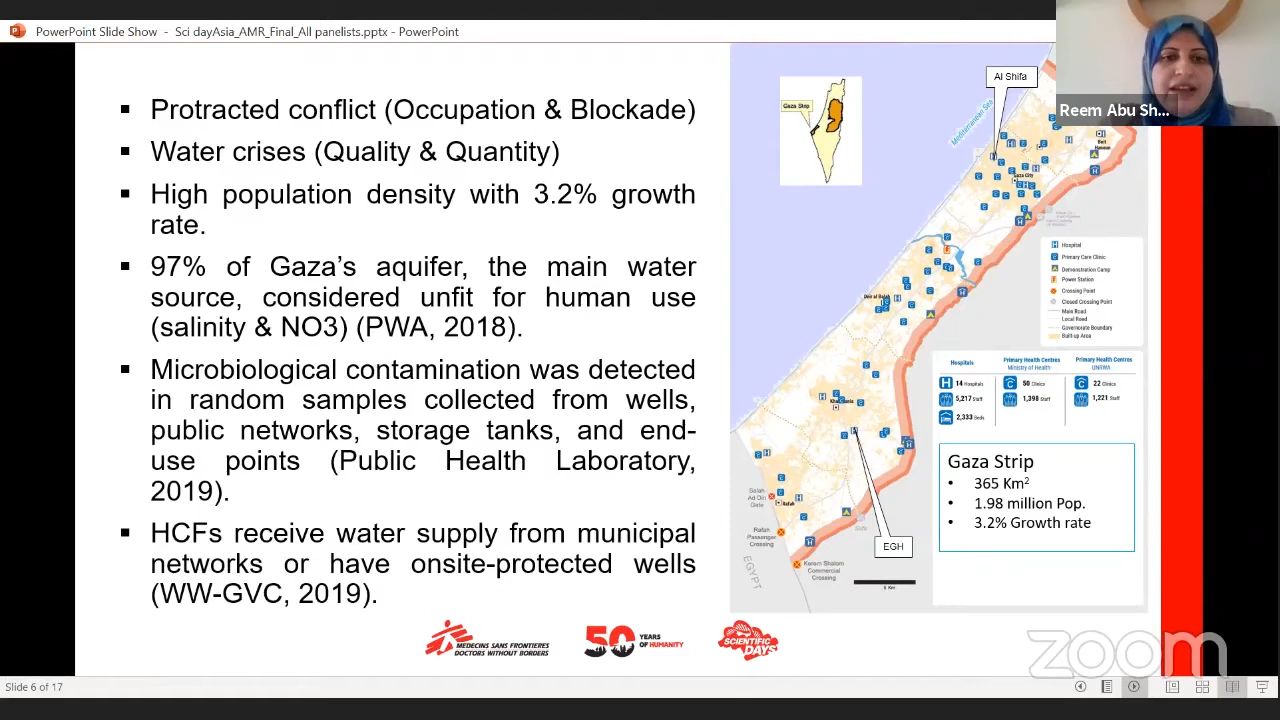 PowerPoint Slide Show - Sci dayAsia_AMR_Final_All panelists.pptx - PowerPoint
▪ Protracted conflict (Occupation & Blockade)
▪ Water crises (Quality & Quantity)
▪ High population density with 3.2% growth
rate.
▪ 97% of Gaza's aquifer, the main water
source, considered unfit for human use
(salinity & NO3) (PWA, 2018).
▪ Microbiological contamination was detected
in random samples collected from wells,
public networks, storage tanks, and end-
use points (Public Health Laboratory,
2019).
▪ HCFs receive water supply from municipal
networks or have onsite-protected wells
(WW-GVC, 2019).
Gaza Strip
Mediterranean Sea
Al Shifa
Reem Abu Sh...
Beit
Hanoun
Gaza City
Deir al Balah
Khan Younis
Rafah
Salah
Ad Din
Gate
Rafah
Passenger
Crossing
EGYPT
Kerem Shalom
Commercial
Crossing
EGH
Hospital
Primary Care Clinic
Demonstration Camp
Power Station
Crossing Point
Closed Crossing Point
Main Road
Local Road
Governorate Boundary
Built-up Area
Hospitals
14 Hospitals
5,217 Staff
2,333 Beds
Primary Health Centres
Ministry of Health
50 Clinics
1,398 Staff
Primary Health Centres
UNRWA
22 Clinics
1,221 Staff
Gaza Strip
• 365 Km²
• 1.98 million Pop.
• 3.2% Growth rate
MEDECINS SANS FRONTIERES
DOCTORS WITHOUT BORDERS
50 YEARS
OF HUMANITY
SCIENTIFIC
DAYS
zoom
Slide 6 of 17